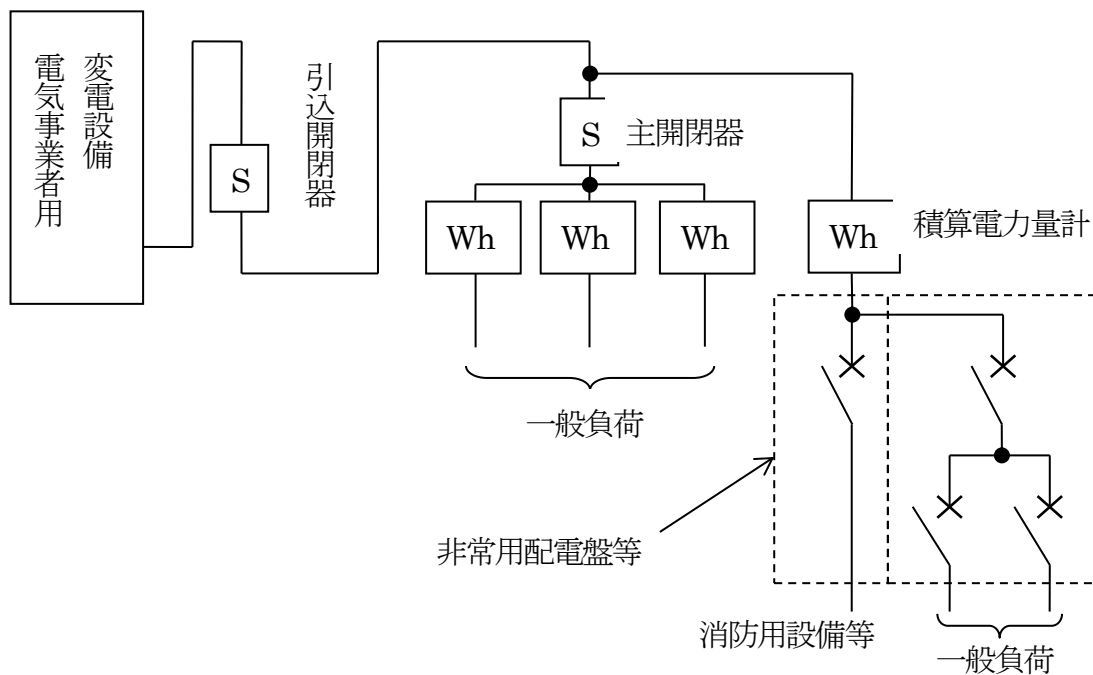 変電設備
電気事業者用
S
引込開閉器
S
主開閉器
Wh
Wh
Wh
Wh
積算電力量計
一般負荷
非常用配電盤等
消防用設備等
一般負荷